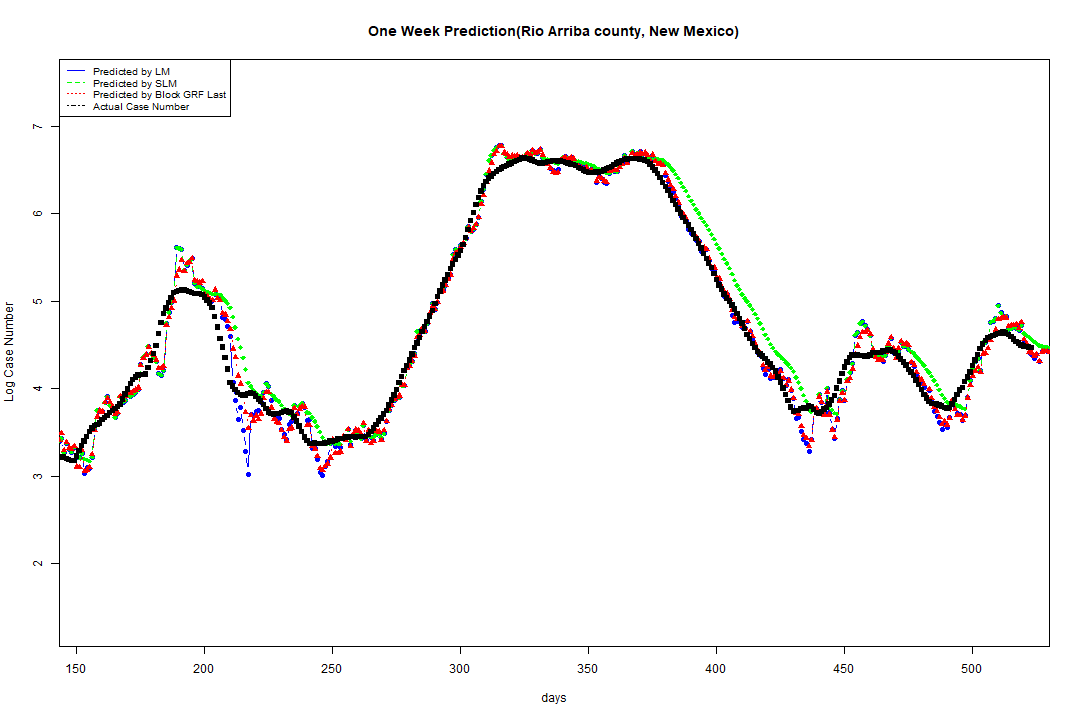 One Week Prediction(Rio Arriba county, New Mexico)
Predicted by LM
Predicted by SLM
Predicted by Block GRF Last
Actual Case Number
7
6
5
4
3
2
Log Case Number
150 200 250 300 350 400 450 500
days